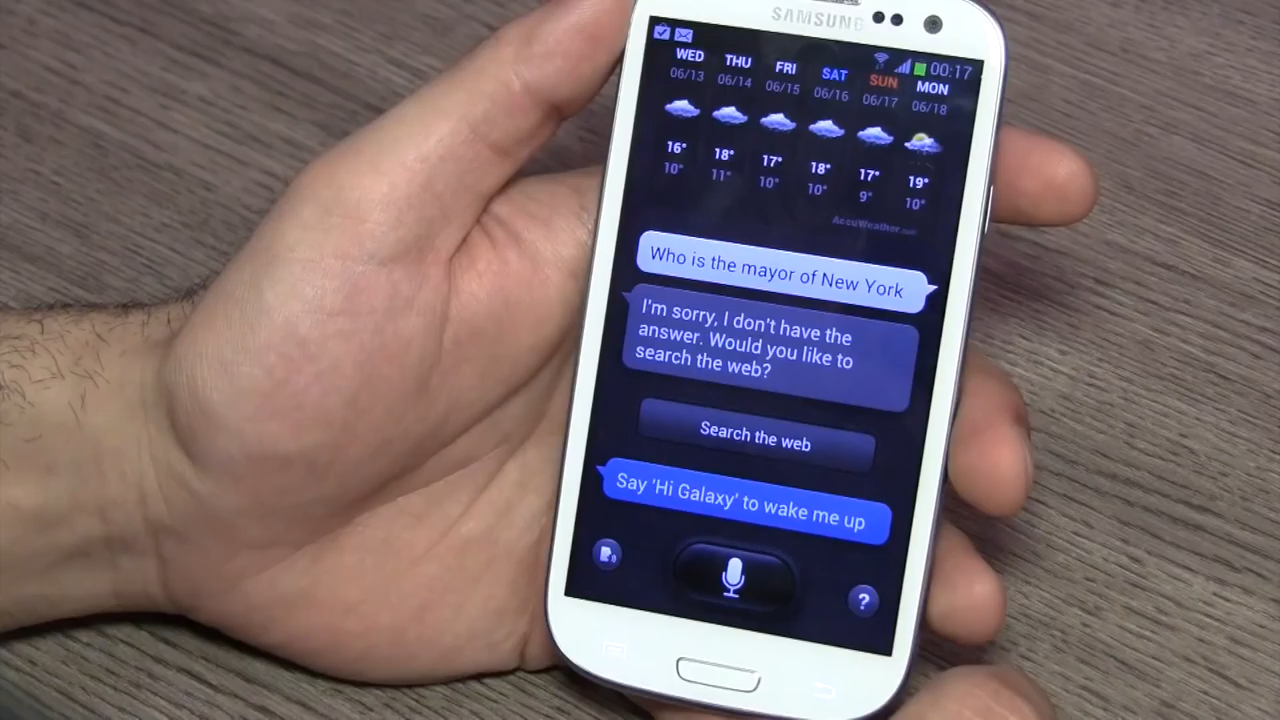 SAMSUNG
00:17
WED THU FRI SAT SUN MON
06/13 06/14 06/15 06/16 06/17 06/18
16° 18° 17° 18° 17° 19°
10° 11° 10° 10° 9° 10°
AccuWeather.com
Who is the mayor of New York
I'm sorry, I don't have the
answer. Would you like to
search the web?
Search the web
Say 'Hi Galaxy' to wake me up
?